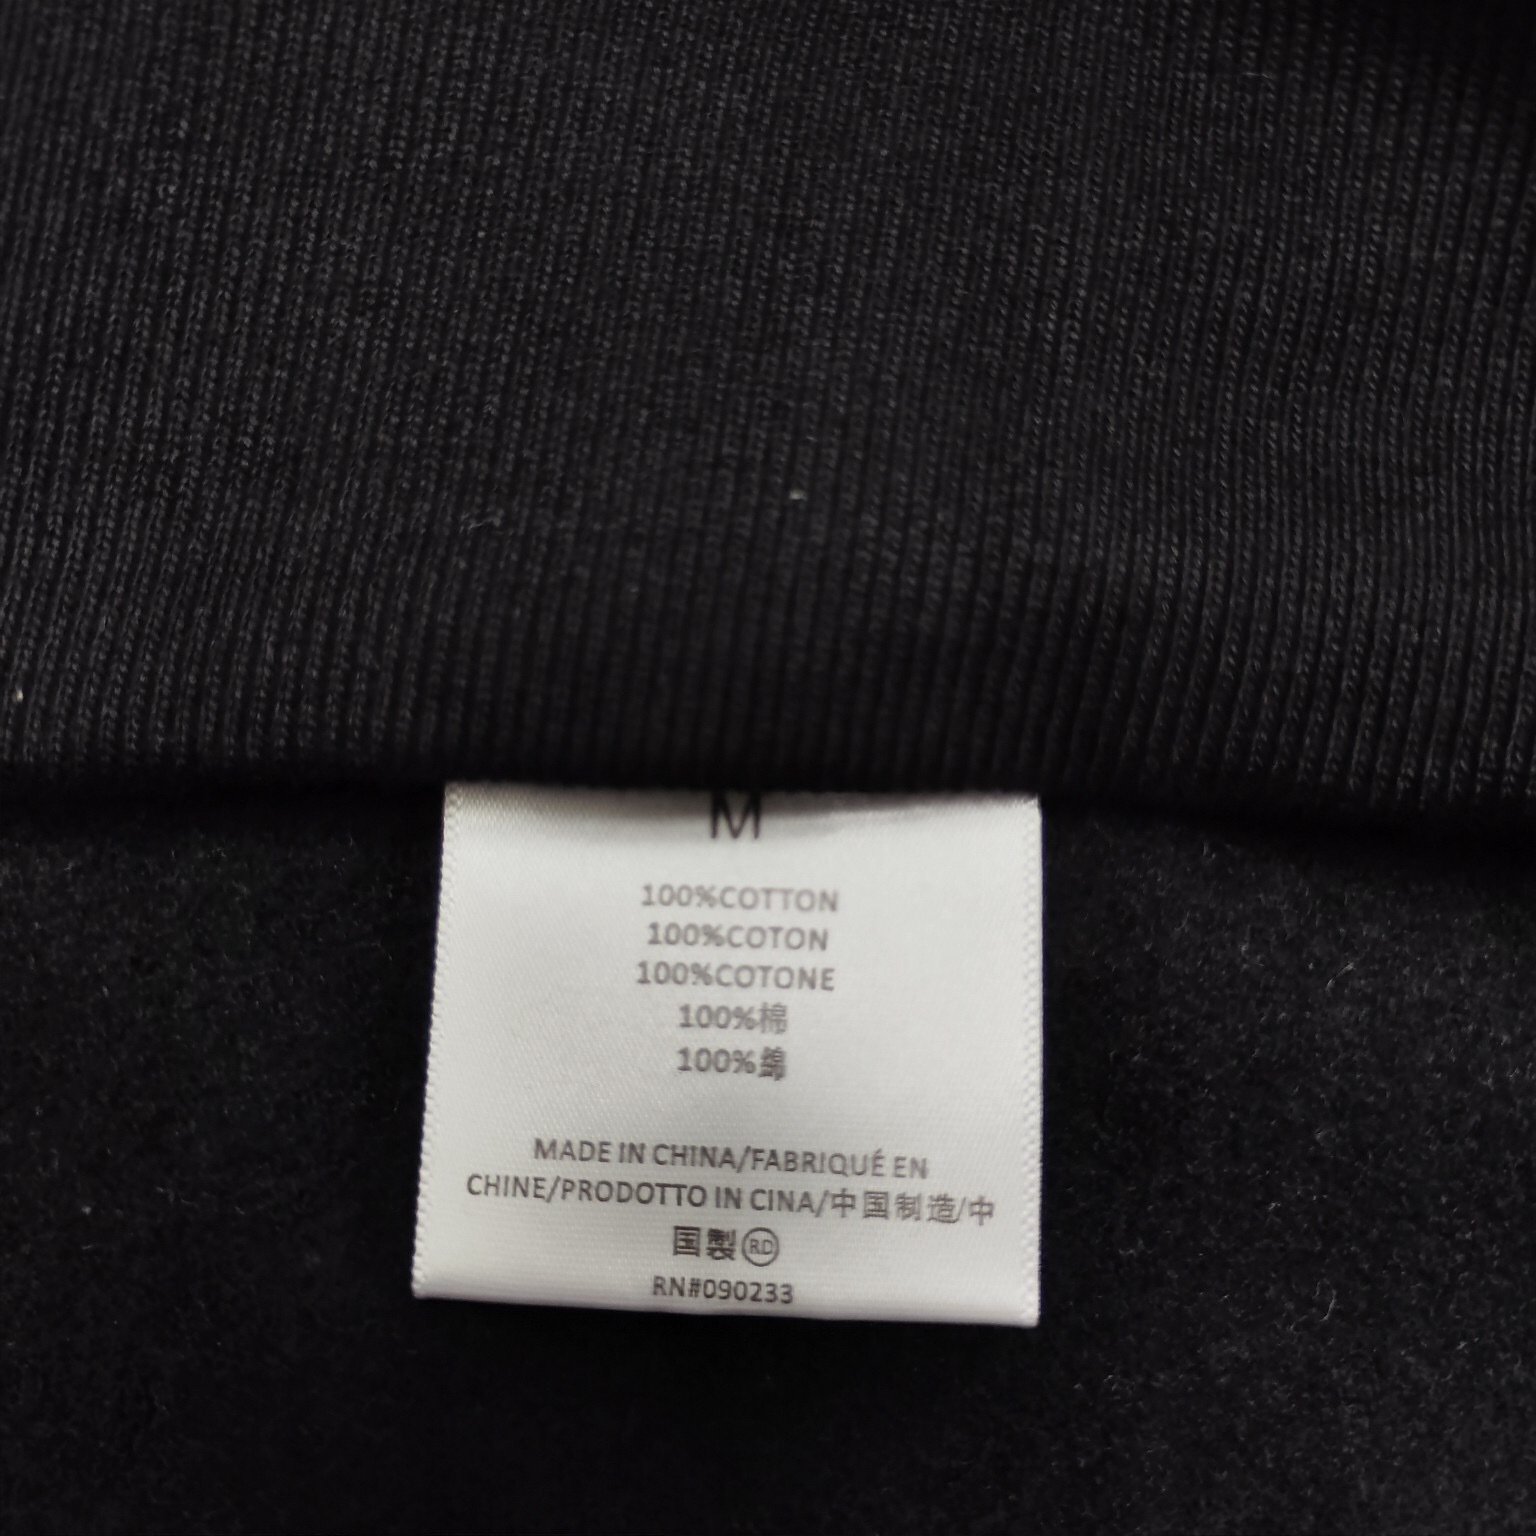 M
100%COTTON
100%COTON
100%COTONE
100%棉
100%綿
MADE IN CHINA/FABRIQUÉ EN
CHINE/PRODOTTO IN CINA/中国制造/中
国製 RD
RN#090233